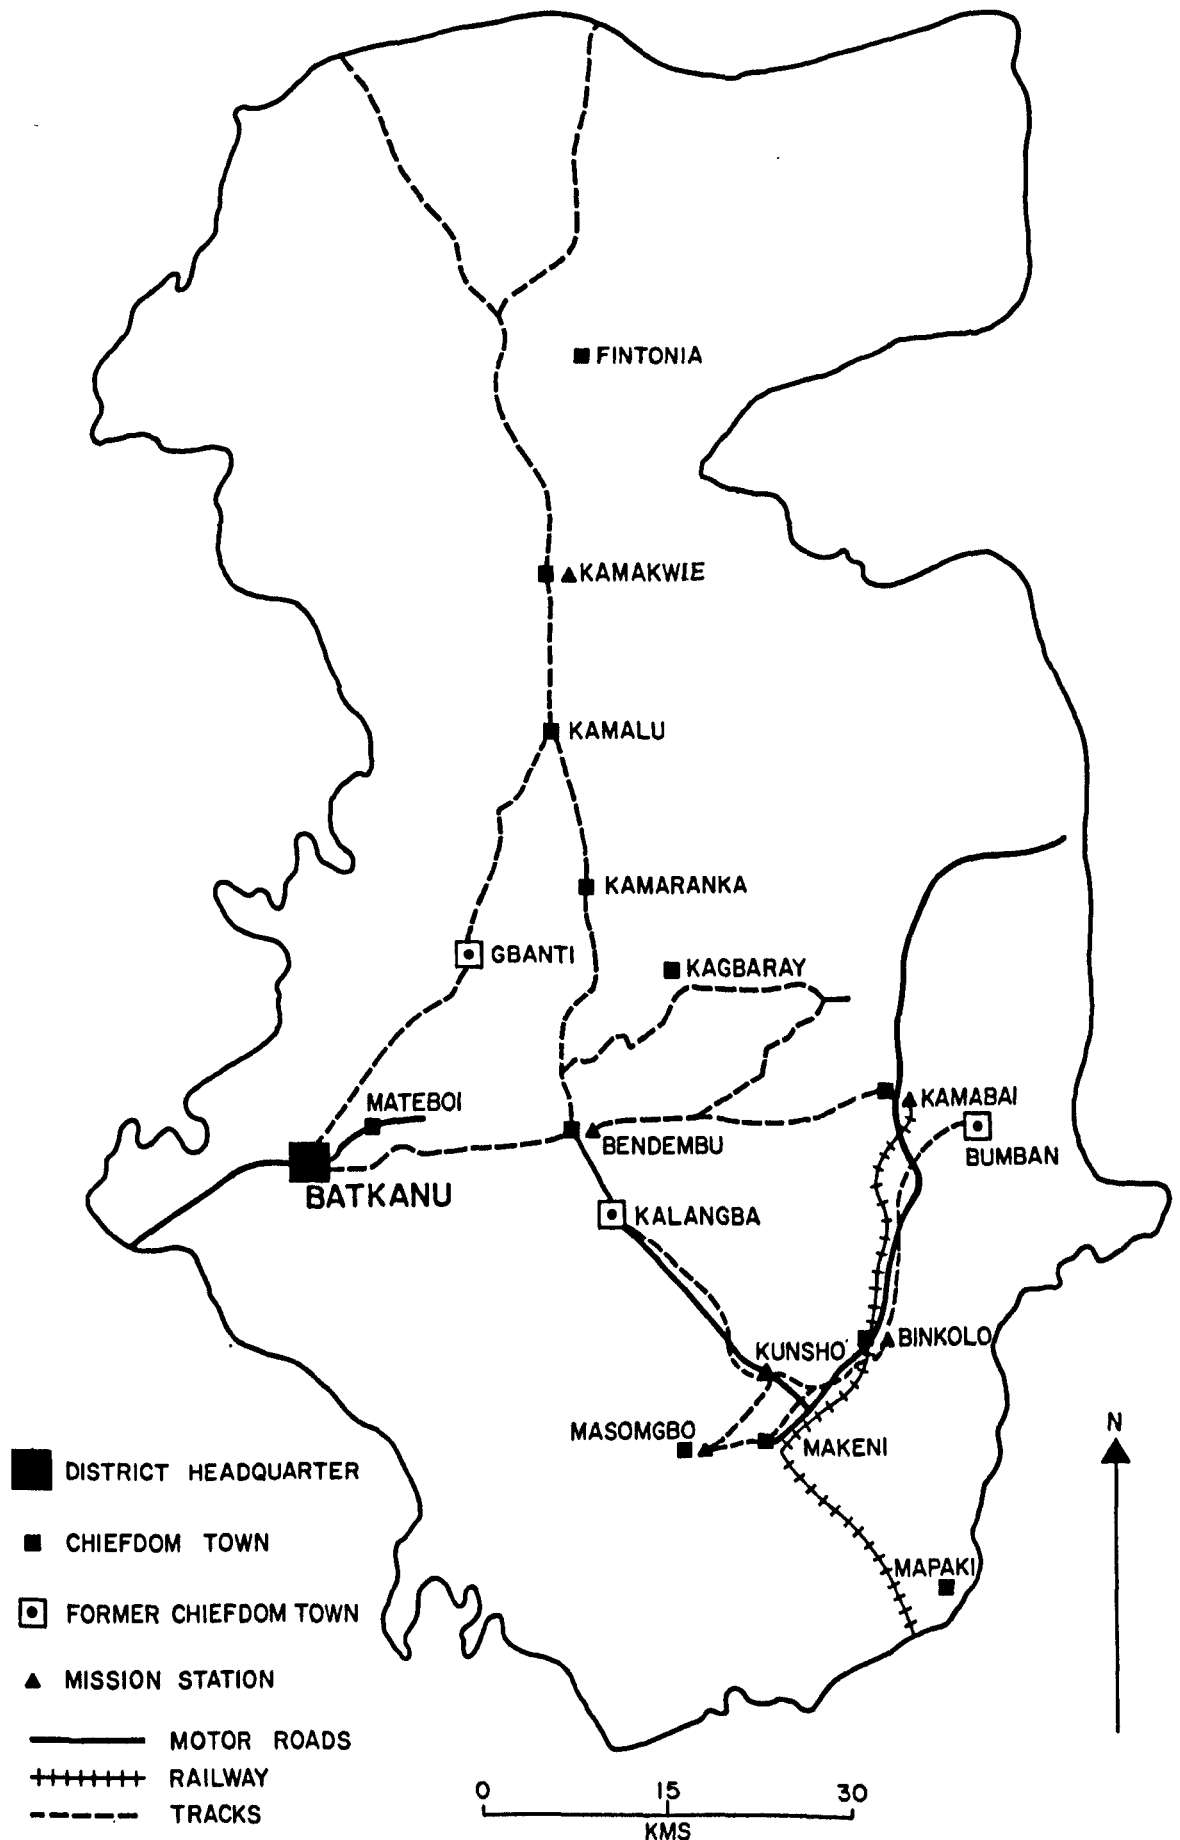 FINTONIA
KAMAKWIE
KAMALU
KAMARANKA
GBANTI
KAGBARAY
MATEBOI
KAMABAI
BENDEMBU
BUMBAN
BATKANU
KALANGBA
KUNSHO
BINKOLO
MASOMGBO
MAKENI
N
MAPAKI
DISTRICT HEADQUARTER
CHIEFDOM TOWN
FORMER CHIEFDOM TOWN
MISSION STATION
MOTOR ROADS
RAILWAY
TRACKS
0 15 30
KMS